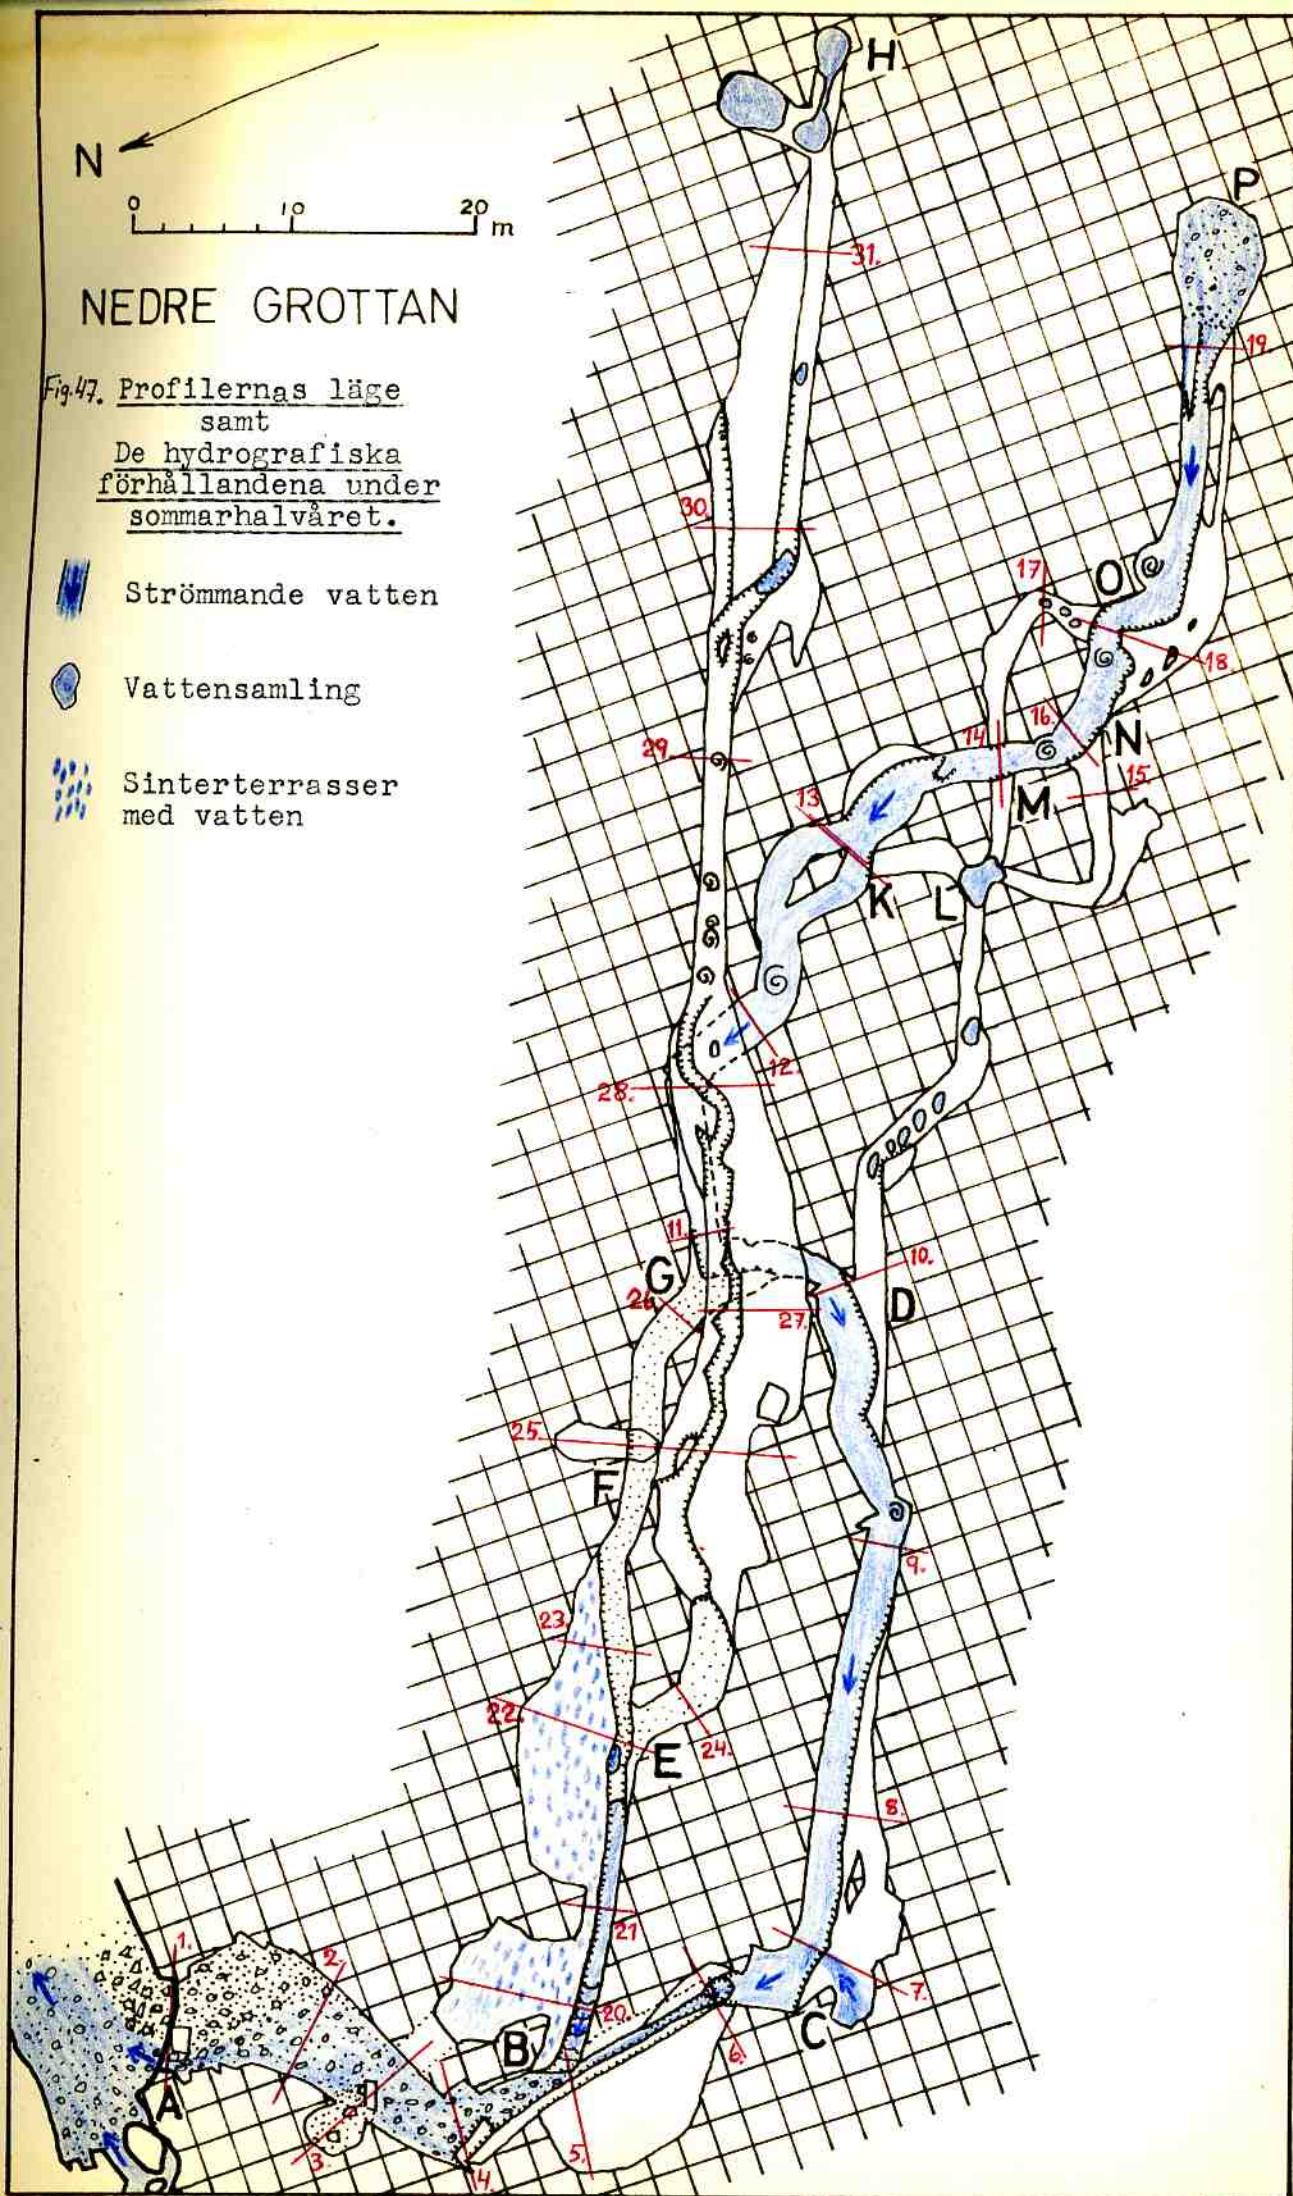 N
0 10 20 m
NEDRE GROTTAN
Fig.47. Profilernas läge
samt
De hydrografiska
förhållandena under
sommarhalvåret.
Strömmande vatten
Vattensamling
Sinterterrasser
med vatten
H
P
31.
19.
30.
17
O
18.
16.
14
N
29.
15.
13
M
K
L
12.
28.
11.
10.
G
26.
D
27.
25.
F
9.
23.
22.
24.
E
8.
21
1.
2.
20.
7.
B
C
6.
A
3.
14.
5.